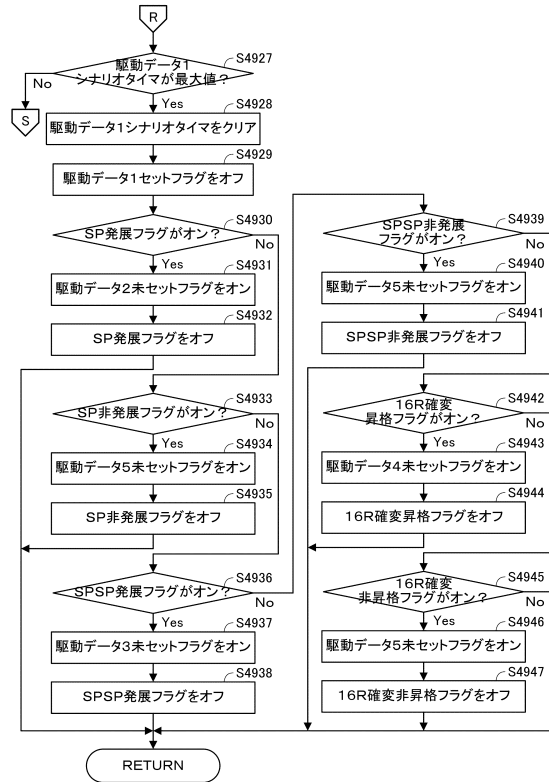 R
S4927
駆動データ1
シナリオタイマが最大値?
No
S
Yes
S4928
駆動データ1シナリオタイマをクリア
S4929
駆動データ1セットフラグをオフ
S4930
SP発展フラグがオン?
No
Yes
S4931
駆動データ2未セットフラグをオン
S4932
SP発展フラグをオフ
S4933
SP非発展フラグがオン?
No
Yes
S4934
駆動データ5未セットフラグをオン
S4935
SP非発展フラグをオフ
S4936
SPSP発展フラグがオン?
No
Yes
S4937
駆動データ3未セットフラグをオン
S4938
SPSP発展フラグをオフ
RETURN
S4939
SPSP非発展
フラグがオン?
No
Yes
S4940
駆動データ5未セットフラグをオン
S4941
SPSP非発展フラグをオフ
S4942
16R確変
昇格フラグがオン?
No
Yes
S4943
駆動データ4未セットフラグをオン
S4944
16R確変昇格フラグをオフ
S4945
16R確変
非昇格フラグがオン?
No
Yes
S4946
駆動データ5未セットフラグをオン
S4947
16R確変非昇格フラグをオフ